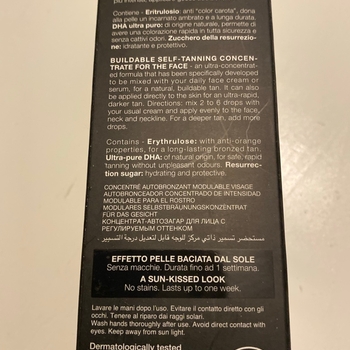 Contiene - Eritrulosio: anti "color carota", dona alla
pelle un incarnato ambrato e a lunga durata.
DHA ultra puro: di origine naturale, permette di
avere una colorazione rapida in tutta sicurezza e
senza cattivi odori. Zucchero della resurrezio-
ne: idratante e protettivo.
BUILDABLE SELF-TANNING CONCEN-
TRATE FOR THE FACE - an ultra-concentrat-
ed formula that has been specifically developed
to be mixed with your daily face cream or
serum, for a natural, buildable tan. It can also
be applied directly to the skin for an ultra-rapid,
darker tan. Directions: mix 2 to 6 drops with
your usual cream and apply evenly to the face,
neck and neckline. For a deeper tan, add more
drops.
Contains - Erythrulose: with anti-orange
properties, for a long-lasting bronzed tan.
Ultra-pure DHA: of natural origin, for safe, rapid
tanning without unpleasant odours. Resurrec-
tion sugar: hydrating and protective.
CONCENTRÉ AUTOBRONZANT MODULABLE VISAGE
AUTOBRONCEADOR CONCENTRADO DE INTENSIDAD
MODULABLE PARA EL ROSTRO
MODULARES SELBSTBRÄUNUNGSKONZENTRAT
FÜR DAS GESICHT
КОНЦЕНТРАТ-АВТОЗАГАР ДЛЯ ЛИЦА С
РЕГУЛИРУЕМЫМ ОТТЕНКОМ
مستحضر تسمير ذاتي مركز للوجه قابل لتعديل درجة التسمير.
EFFETTO PELLE BACIATA DAL SOLE
Senza macchie. Durata fino ad 1 settimana.
A SUN-KISSED LOOK
No stains. Lasts up to one week.
Lavare le mani dopo l'uso. Evitare il contatto diretto con gli
occhi. Tenere al riparo dai raggi solari.
Wash hands thoroughly after use. Avoid direct contact with
eyes. Keep away from sun light.
Dermatologically tested